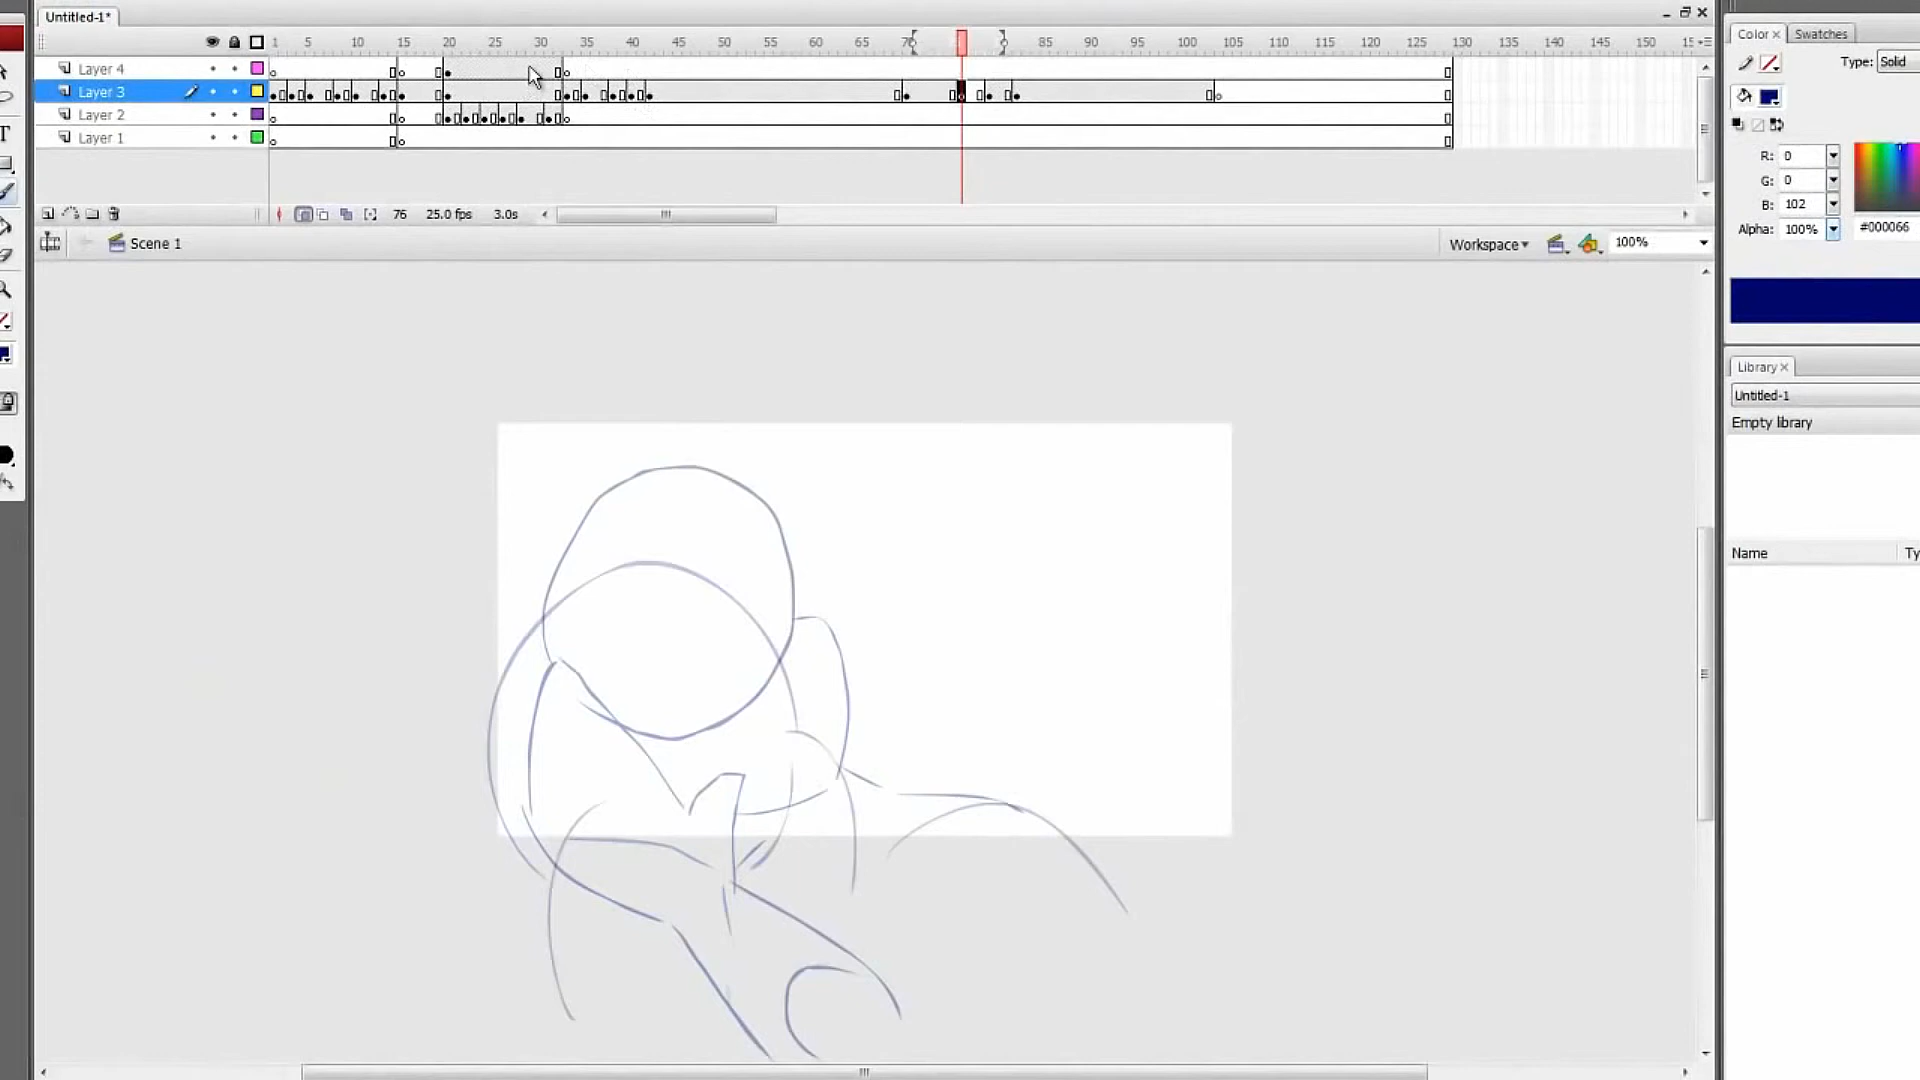 Untitled-1*
1 5 10 15 20 25 30 35 40 45 50 55 60 65 70 85 90 95 100 105 110 115 120 125 130 135 140 145 150 15
Layer 4
Layer 3
Layer 2
Layer 1
76 25.0 fps 3.0s
Scene 1
Workspace
100%
Color Swatches
Type: Solid
R: 0
G: 0
B: 102
Alpha: 100% #000066
Library
Untitled-1
Empty library
Name Ty